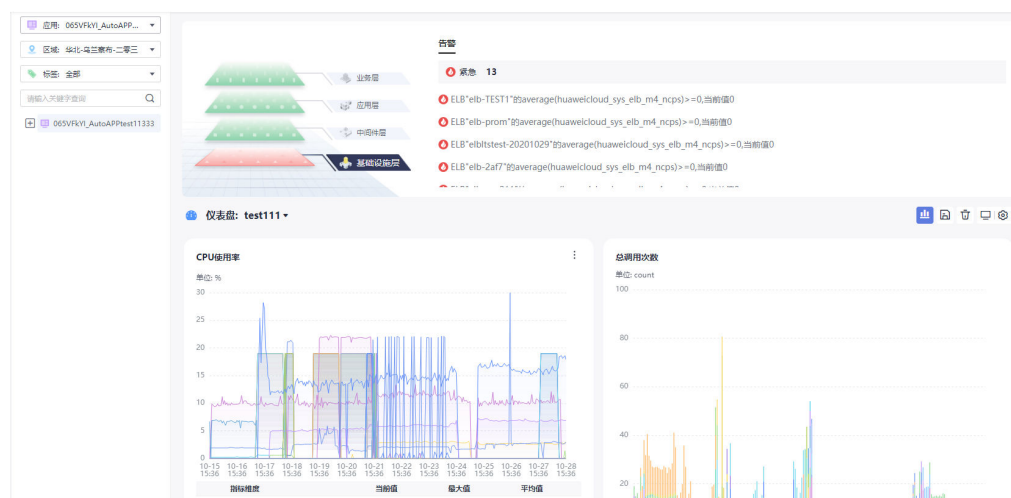 应用: 065VFkYI_AutoAPP...
区域: 华北-乌兰察布-二零三
标签: 全部
请输入关键字查询
065VFkYI_AutoAPPtest11333
业务层
应用层
中间件层
基础设施层
告警
紧急 13
ELB"elb-TEST1"的average(huaweicloud_sys_elb_m4_ncps)>=0,当前值0
ELB"elb-prom"的average(huaweicloud_sys_elb_m4_ncps)>=0,当前值0
ELB"elbltstest-20201029"的average(huaweicloud_sys_elb_m4_ncps)>=0,当前值0
ELB"elb-2af7"的average(huaweicloud_sys_elb_m4_ncps)>=0,当前值0
仪表盘: test111
CPU使用率
单位: %
30
25
20
15
10
5
0
10-15 10-16 10-17 10-18 10-19 10-20 10-21 10-22 10-23 10-24 10-25 10-26 10-27 10-28
15:36 15:36 15:36 15:36 15:36 15:36 15:36 15:36 15:36 15:36 15:36 15:36 15:36 15:36
指标维度 当前值 最大值 平均值
总调用次数
单位: count
100
80
60
40
20